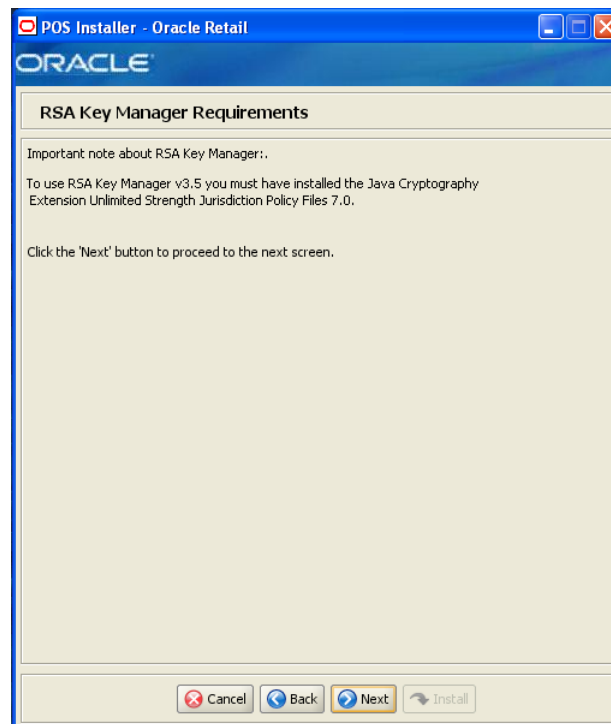 POS Installer - Oracle Retail
ORACLE
RSA Key Manager Requirements
Important note about RSA Key Manager:.
To use RSA Key Manager v3.5 you must have installed the Java Cryptography
Extension Unlimited Strength Jurisdiction Policy Files 7.0.
Click the 'Next' button to proceed to the next screen.
Cancel Back Next Install